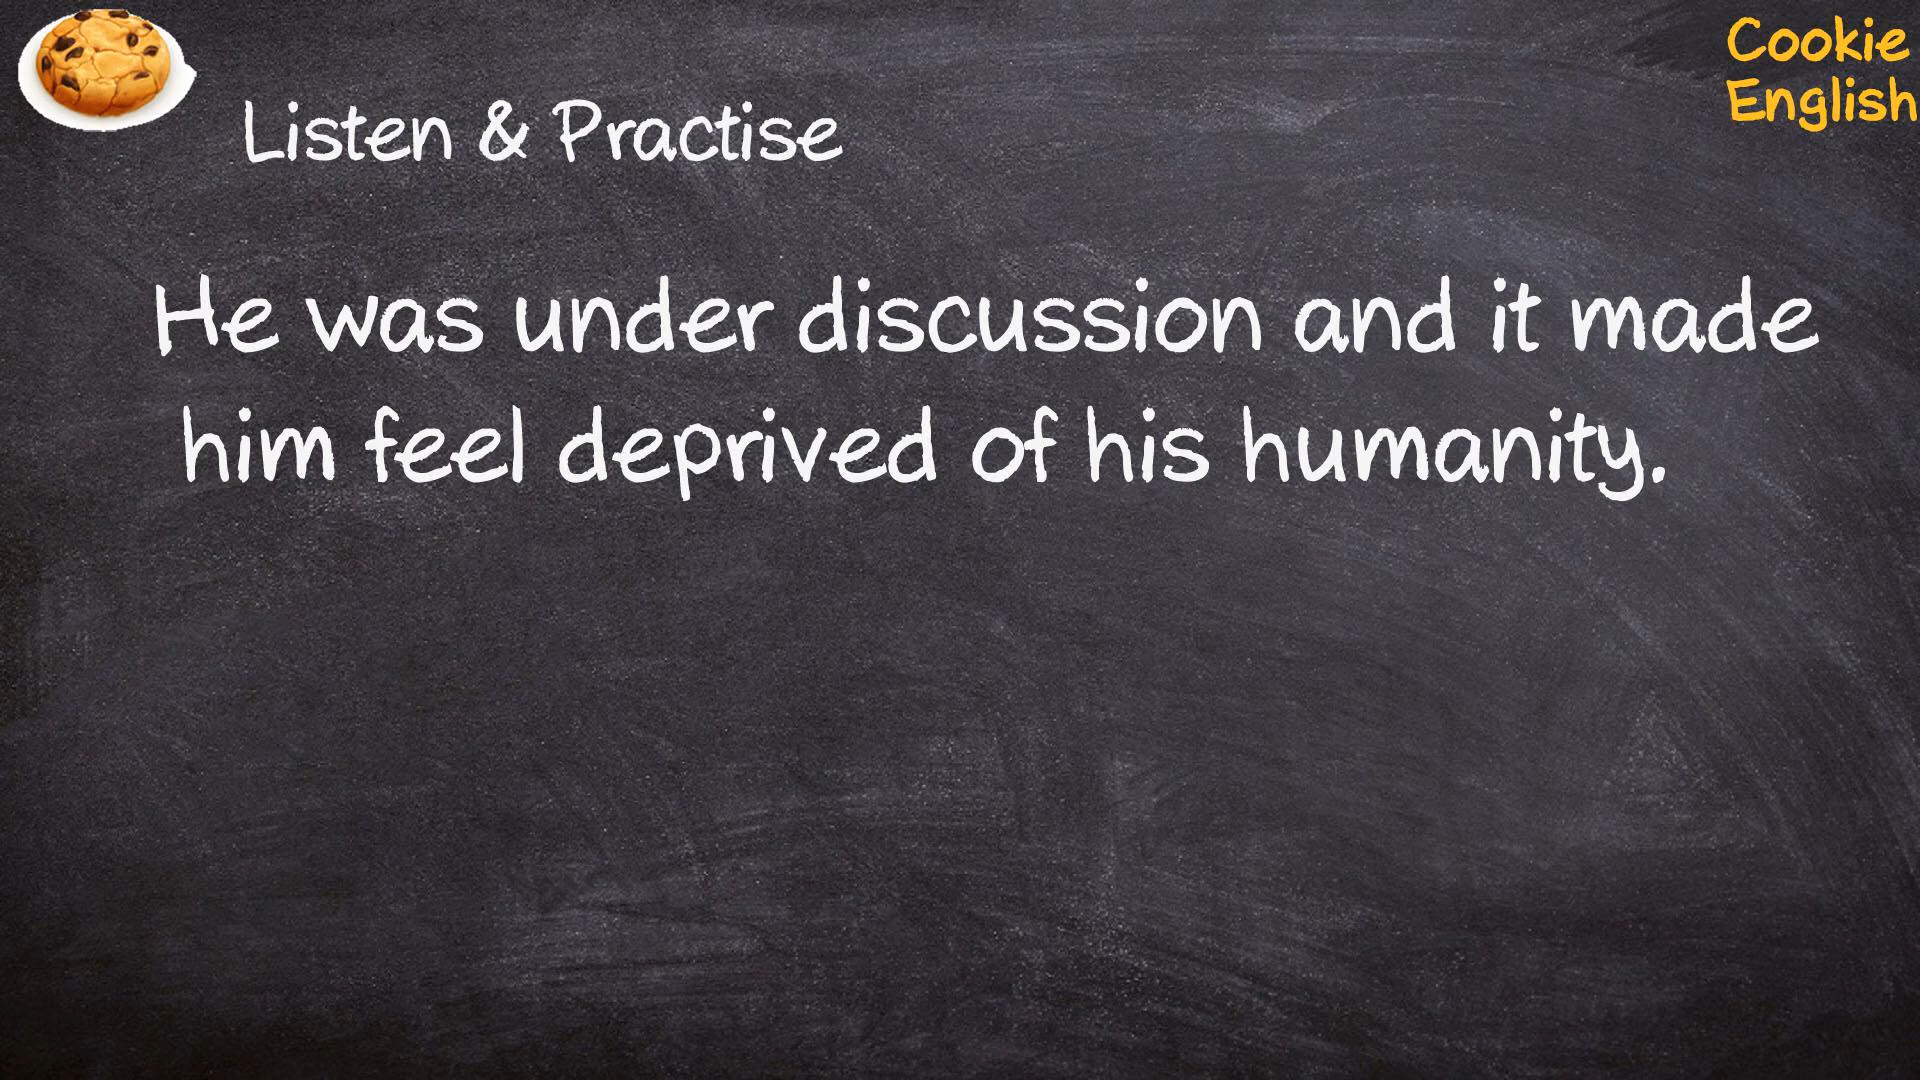 Cookie
English
Listen & Practise
He was under discussion and it made
him feel deprived of his humanity.